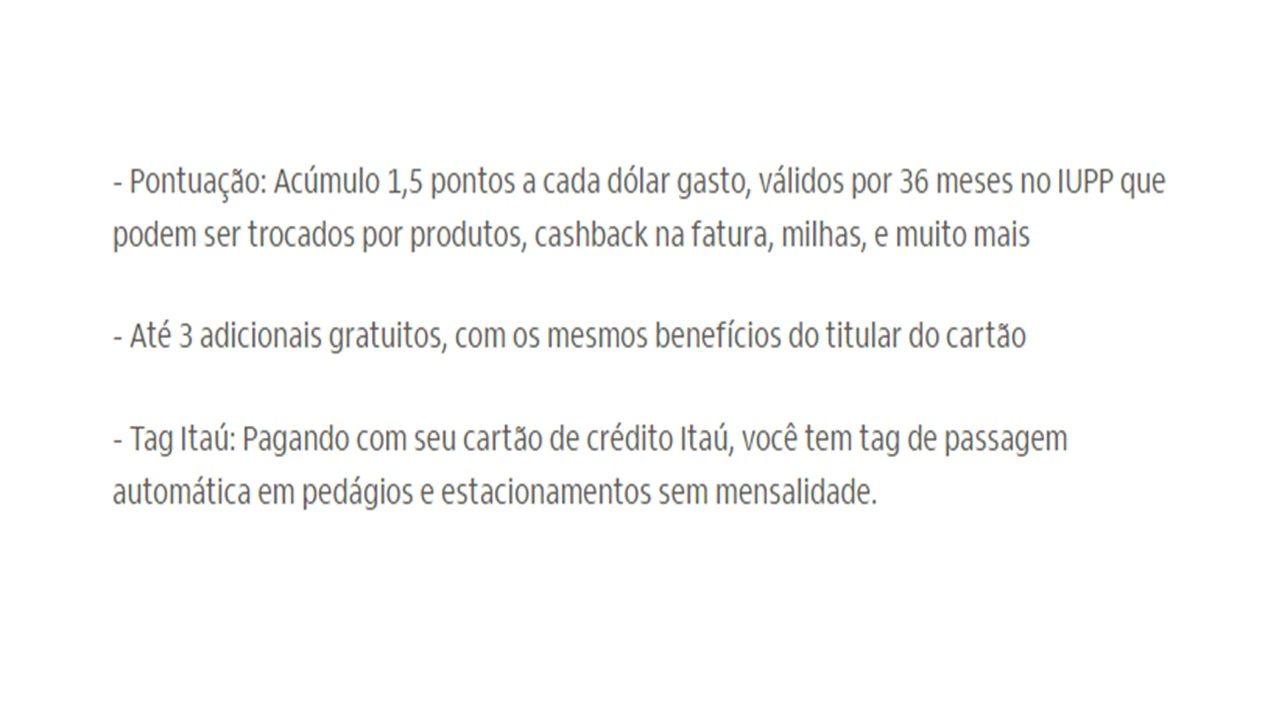 - Pontuação: Acúmulo 1,5 pontos a cada dólar gasto, válidos por 36 meses no IUPP que
podem ser trocados por produtos, cashback na fatura, milhas, e muito mais
- Até 3 adicionais gratuitos, com os mesmos benefícios do titular do cartão
- Tag Itaú: Pagando com seu cartão de crédito Itaú, você tem tag de passagem
automática em pedágios e estacionamentos sem mensalidade.